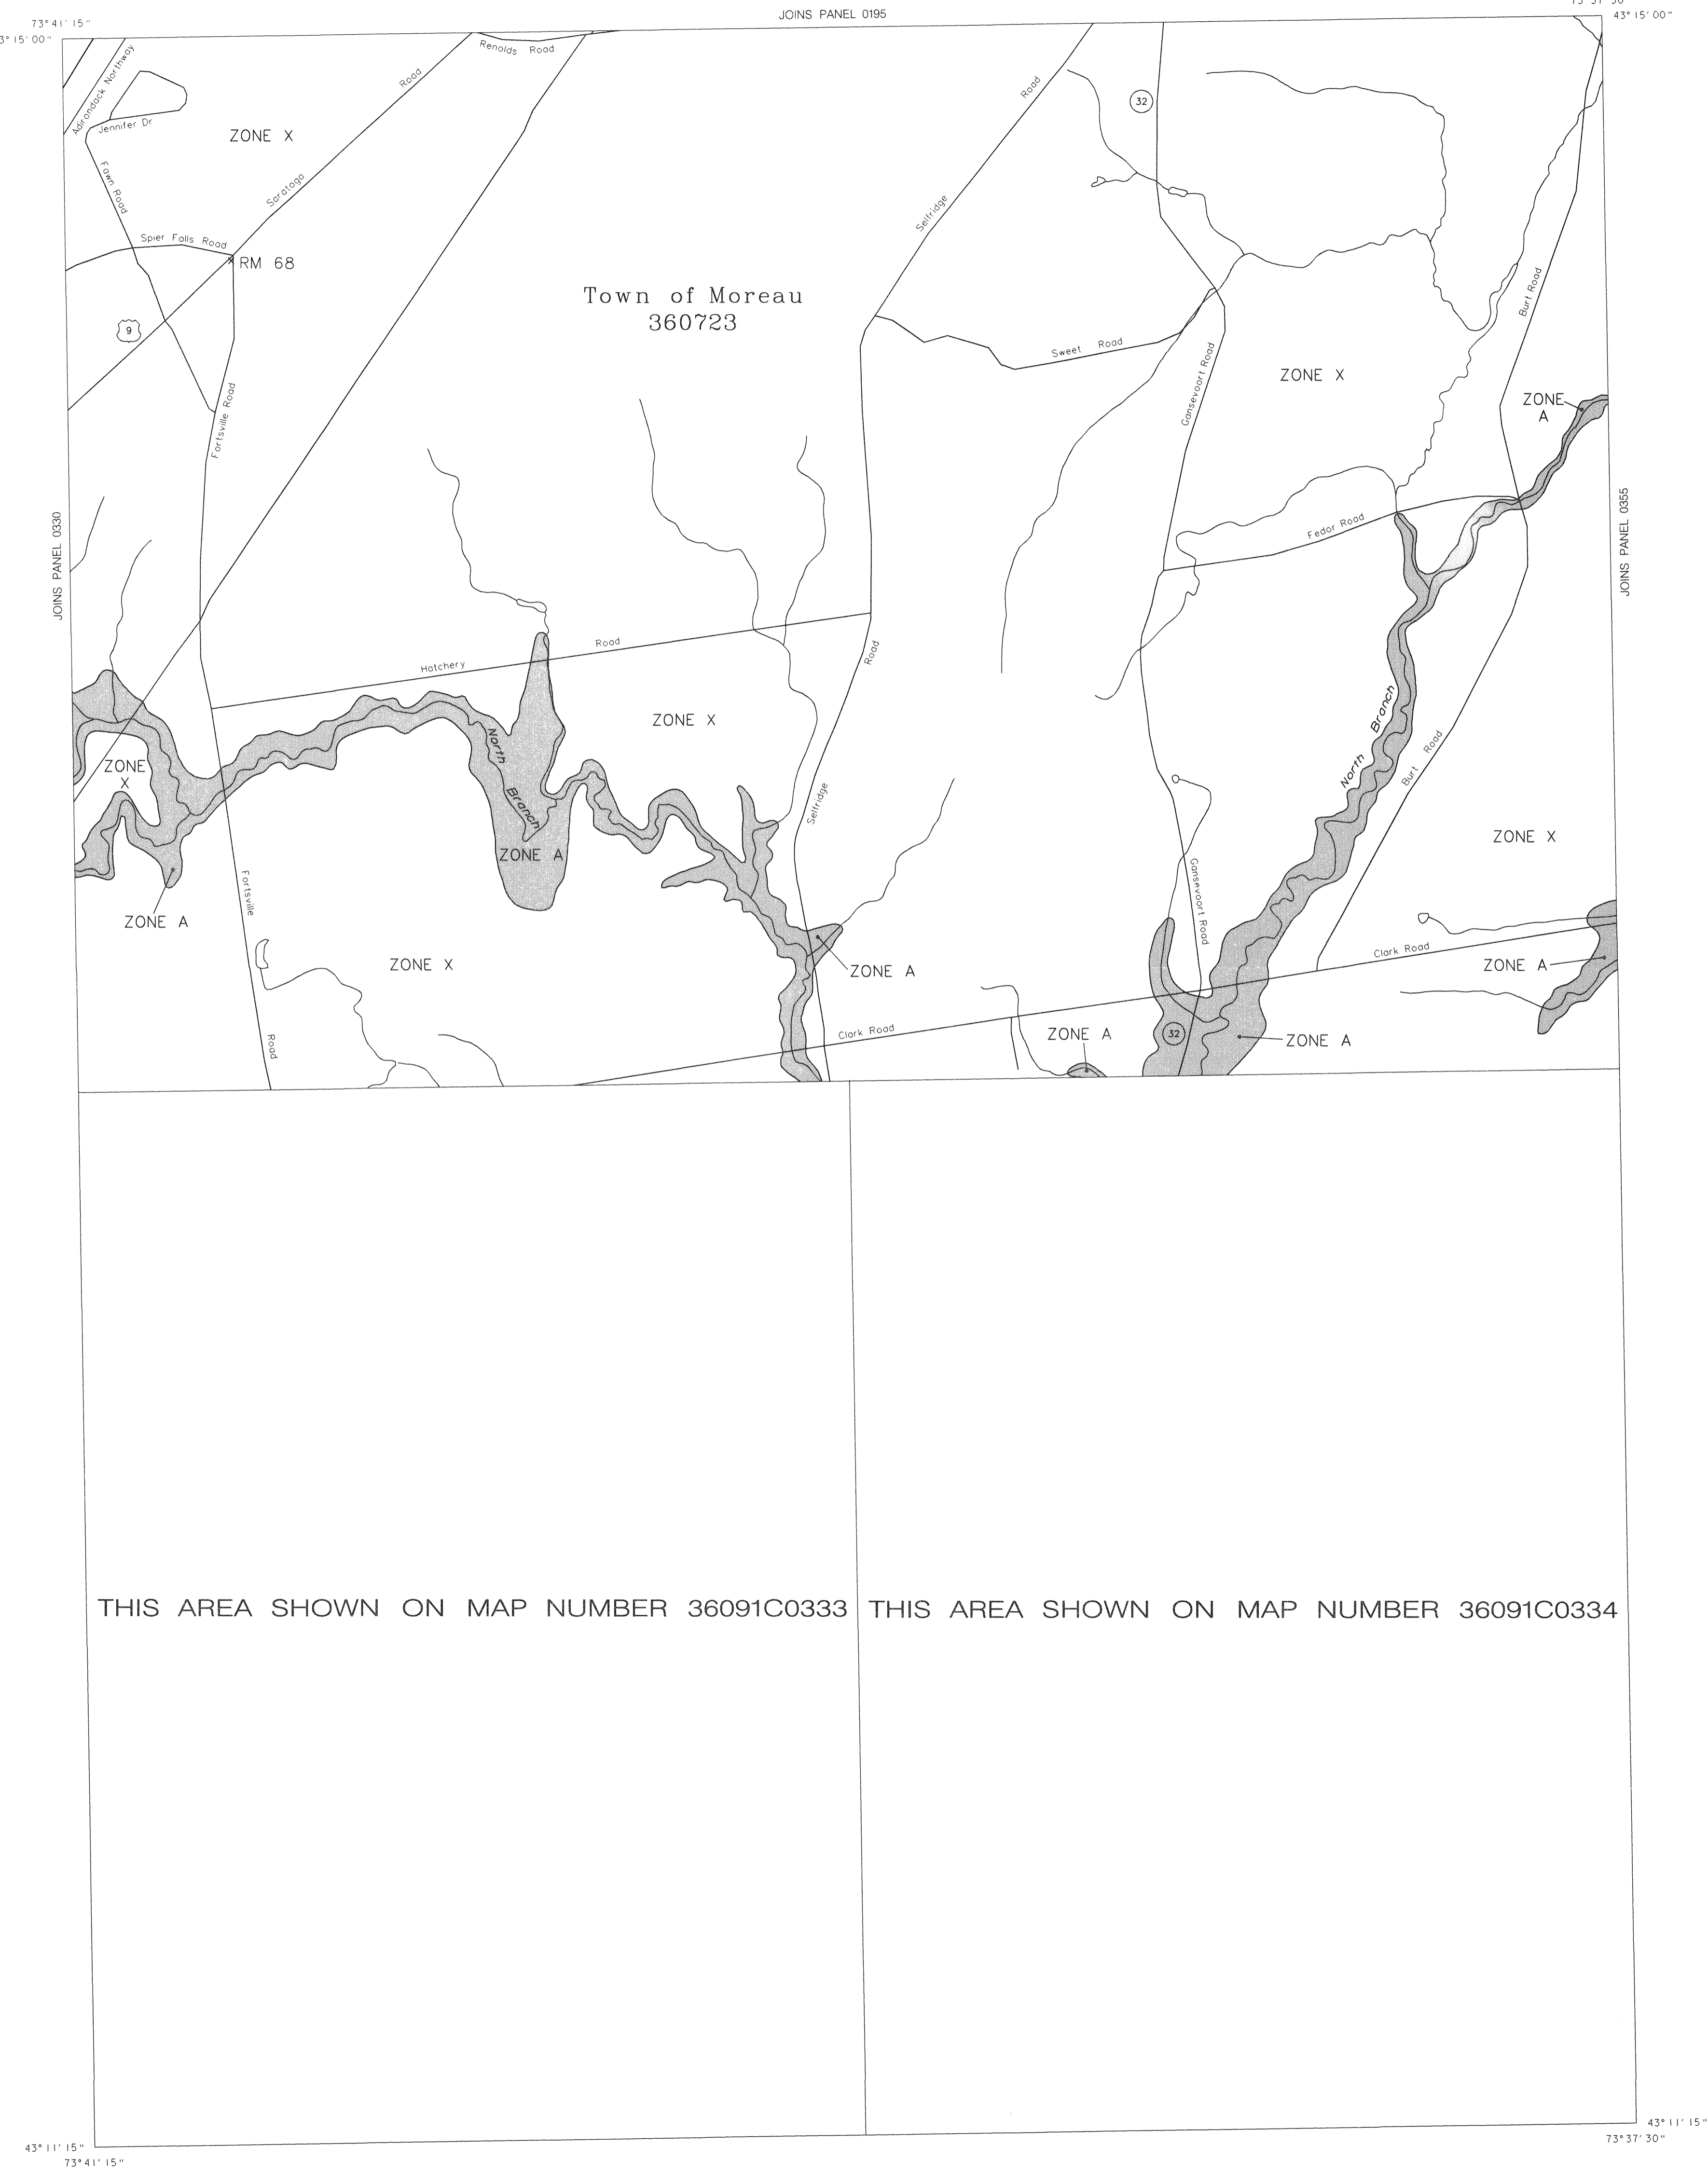 JOINS PANEL 0195
73° 41' 15"
43° 15' 00"
3° 15' 00"
Renolds Road
Adirondack Northway
Road
Road
32
Jennifer Dr
ZONE X
Fawn Road
Saratoga
Selfridge
Spier Falls Road
RM 68
Burt Road
Town of Moreau
360723
9
Sweet Road
Gansevoort Road
ZONE X
ZONE
A
Fortsville Road
JOINS PANEL 0330
JOINS PANEL 0355
Fedor Road
Hatchery
Road
Road
ZONE X
North
Branch
North
Branch
Burt Road
ZONE
X
Selfridge
ZONE X
ZONE A
Fortsville
Gansevoort Road
ZONE A
ZONE X
ZONE A
Clark Road
ZONE A
Road
Clark Road
ZONE A
32
ZONE A
THIS AREA SHOWN ON MAP NUMBER 36091C0333
THIS AREA SHOWN ON MAP NUMBER 36091C0334
43° 11' 15"
43° 11' 15"
73° 41' 15"
73° 37' 30"